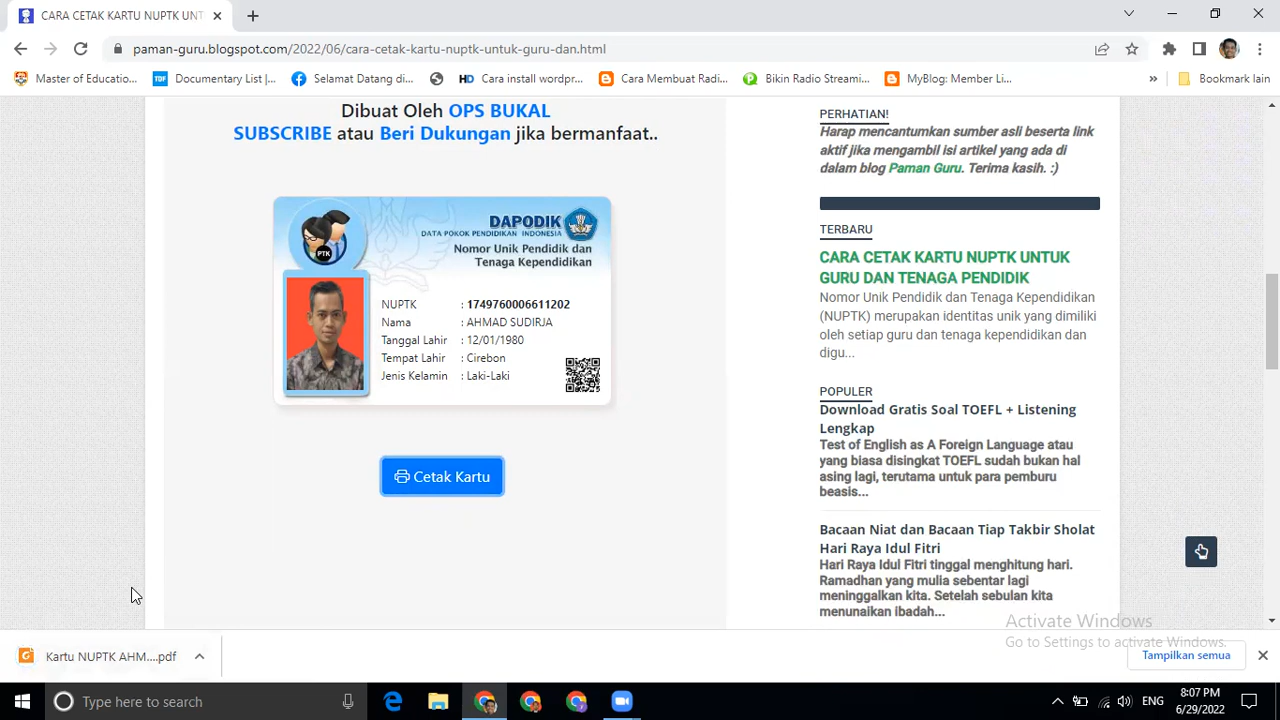 CARA CETAK KARTU NUPTK UNT
paman-guru.blogspot.com/2022/06/cara-cetak-kartu-nuptk-untuk-guru-dan.html
Master of Educatio...
TDF
Documentary List |...
Selamat Datang di...
HD
Cara install wordpr...
Cara Membuat Radi...
Bikin Radio Streami...
MyBlog: Member Li...
»
Bookmark lain
Dibuat Oleh OPS BUKAL
SUBSCRIBE atau Beri Dukungan jika bermanfaat..
DAPODIK
DATA POKOK PENDIDIKAN INDONESIA
Nomor Unik Pendidik dan
Tenaga Kependidikan
PTK
NUPTK : 1749760006611202
Nama : AHMAD SUDIRJA
Tanggal Lahir : 12/01/1980
Tempat Lahir : Cirebon
Jenis Kelamin : Laki-Laki
Cetak Kartu
PERHATIAN!
Harap mencantumkan sumber asli beserta link
aktif jika mengambil isi artikel yang ada di
dalam blog Paman Guru. Terima kasih. :)
TERBARU
CARA CETAK KARTU NUPTK UNTUK
GURU DAN TENAGA PENDIDIK
Nomor Unik Pendidik dan Tenaga Kependidikan
(NUPTK) merupakan identitas unik yang dimiliki
oleh setiap guru dan tenaga kependidikan dan
digu...
POPULER
Download Gratis Soal TOEFL + Listening
Lengkap
Test of English as A Foreign Language atau
yang biasa disingkat TOEFL sudah bukan hal
asing lagi, terutama untuk para pemburu
beasis...
Bacaan Niat dan Bacaan Tiap Takbir Sholat
Hari Raya Idul Fitri
Hari Raya Idul Fitri tinggal menghitung hari.
Ramadhan yang mulia sebentar lagi
meninggalkan kita. Setelah sebulan kita
menunaikan ibadah...
Activate Windows
Go to Settings to activate Windows.
Kartu NUPTK AHM....pdf
Tampilkan semua
Type here to search
ENG
8:07 PM
6/29/2022